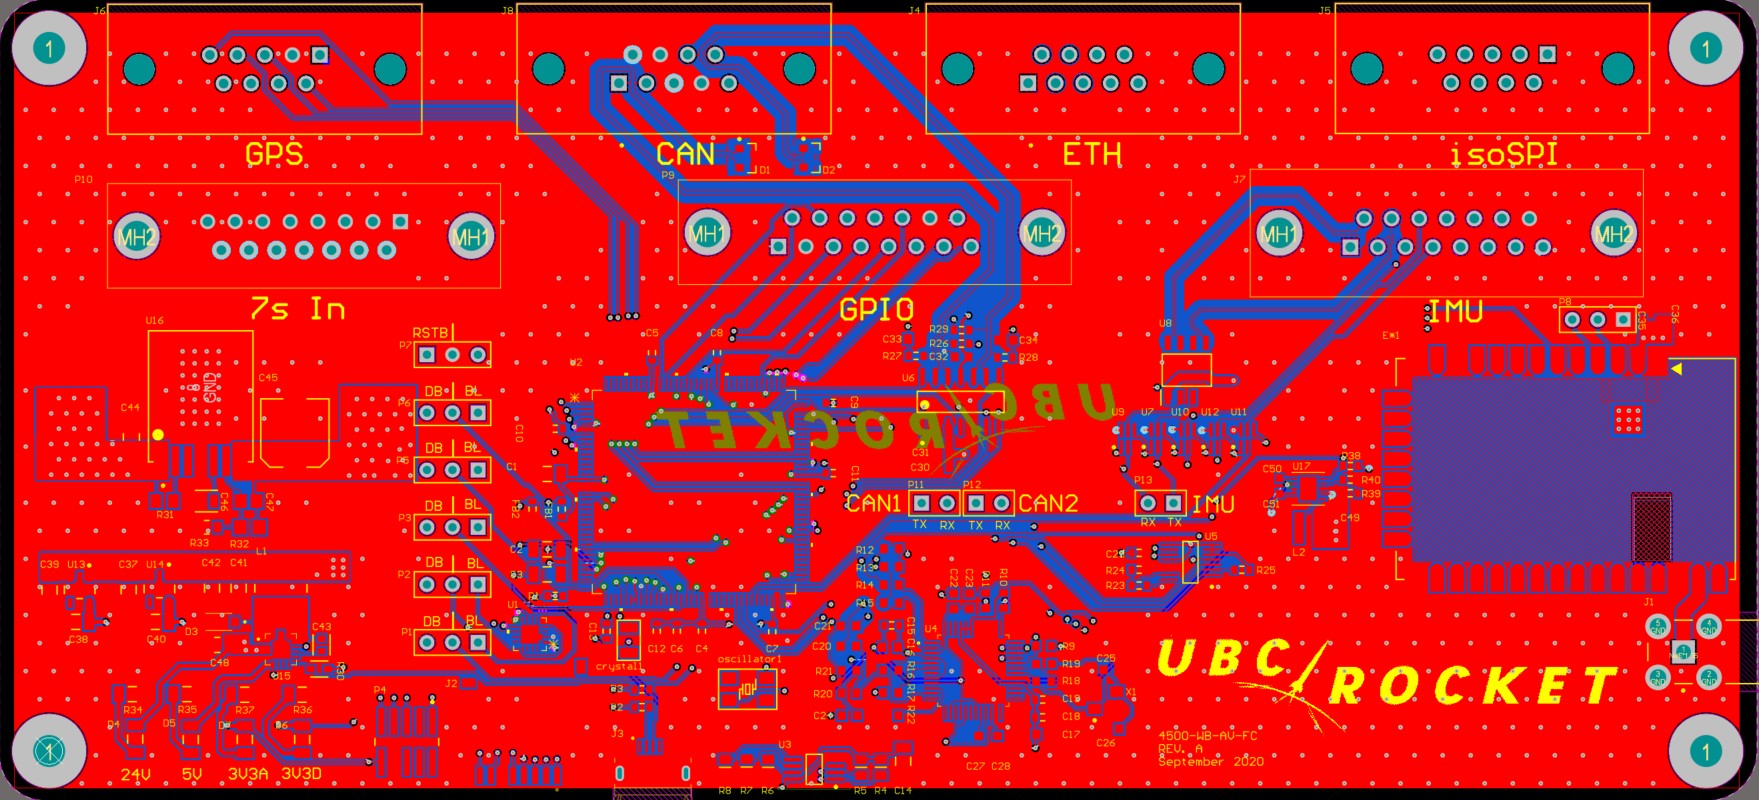 J6
J8
J4
J5
1
1
GPS
CAN
D1
D2
ETH
isoSPI
P10
P9
J7
MH2
MH1
MH1
MH2
MH1
MH2
7s In
GPIO
IMU
P8
C35
C36
U16
RSTB
P7
U2
C5
C8
C33
R29
R26
R27
C32
C34
R28
U8
GND
C45
C44
DB BL
P6
U6
C9
C10
UBC ROCKET
U9 U7 U10 U12 U11
C31
C30
DB BL
P5
C1
C11
C50
U17
R38
R40
R39
C51
C49
L2
R31
C46
C47
R33
R32
L1
DB BL
P3
FB2
FB1
CAN1
P11
P12
CAN2
TX RX TX RX
P13
IMU
RX TX
C39 U13
C37 U14
C42 C41
DB BL
P2
C2
R12
R13
R14
R15
U5
R24
R23
R25
C22
C23
R11
R10
J1
C38
C40
D3
C48
C43
U15
DB BL
P1
U1
crystal1
C12 C6 C4
C7
C21
C20
C15
C16
U4
R9
R19
R18
C19
C18
C17
C25
X1
C26
R21
R20
R16
R17
R22
UBC ROCKET
J2
oscillator1
R34
R35
R37
R36
P4
D4
D5
D6
R3
R2
J3
U3
4500-WB-AV-FC
REV. A
September 2020
C27 C28
24V
5V
3V3A
3V3D
1
1
R8 R7 R6
R5 R4 C14